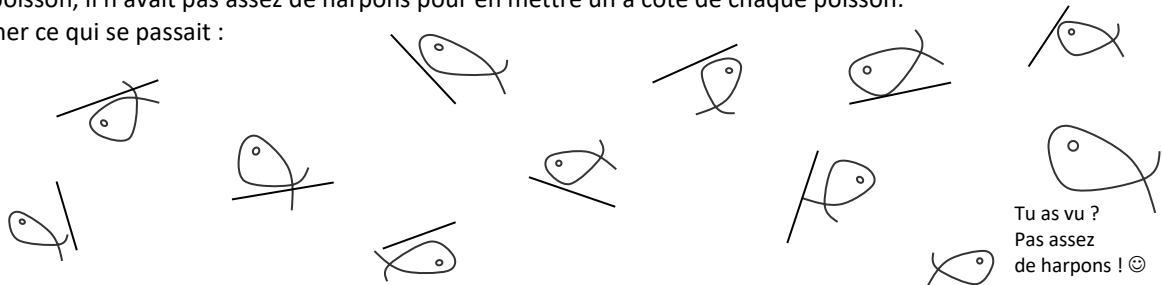 poisson, il n'avait pas assez de harpons pour en mettre un à côté de chaque poisson.
ner ce qui se passait :
Tu as vu ?
Pas assez
de harpons ! ☺